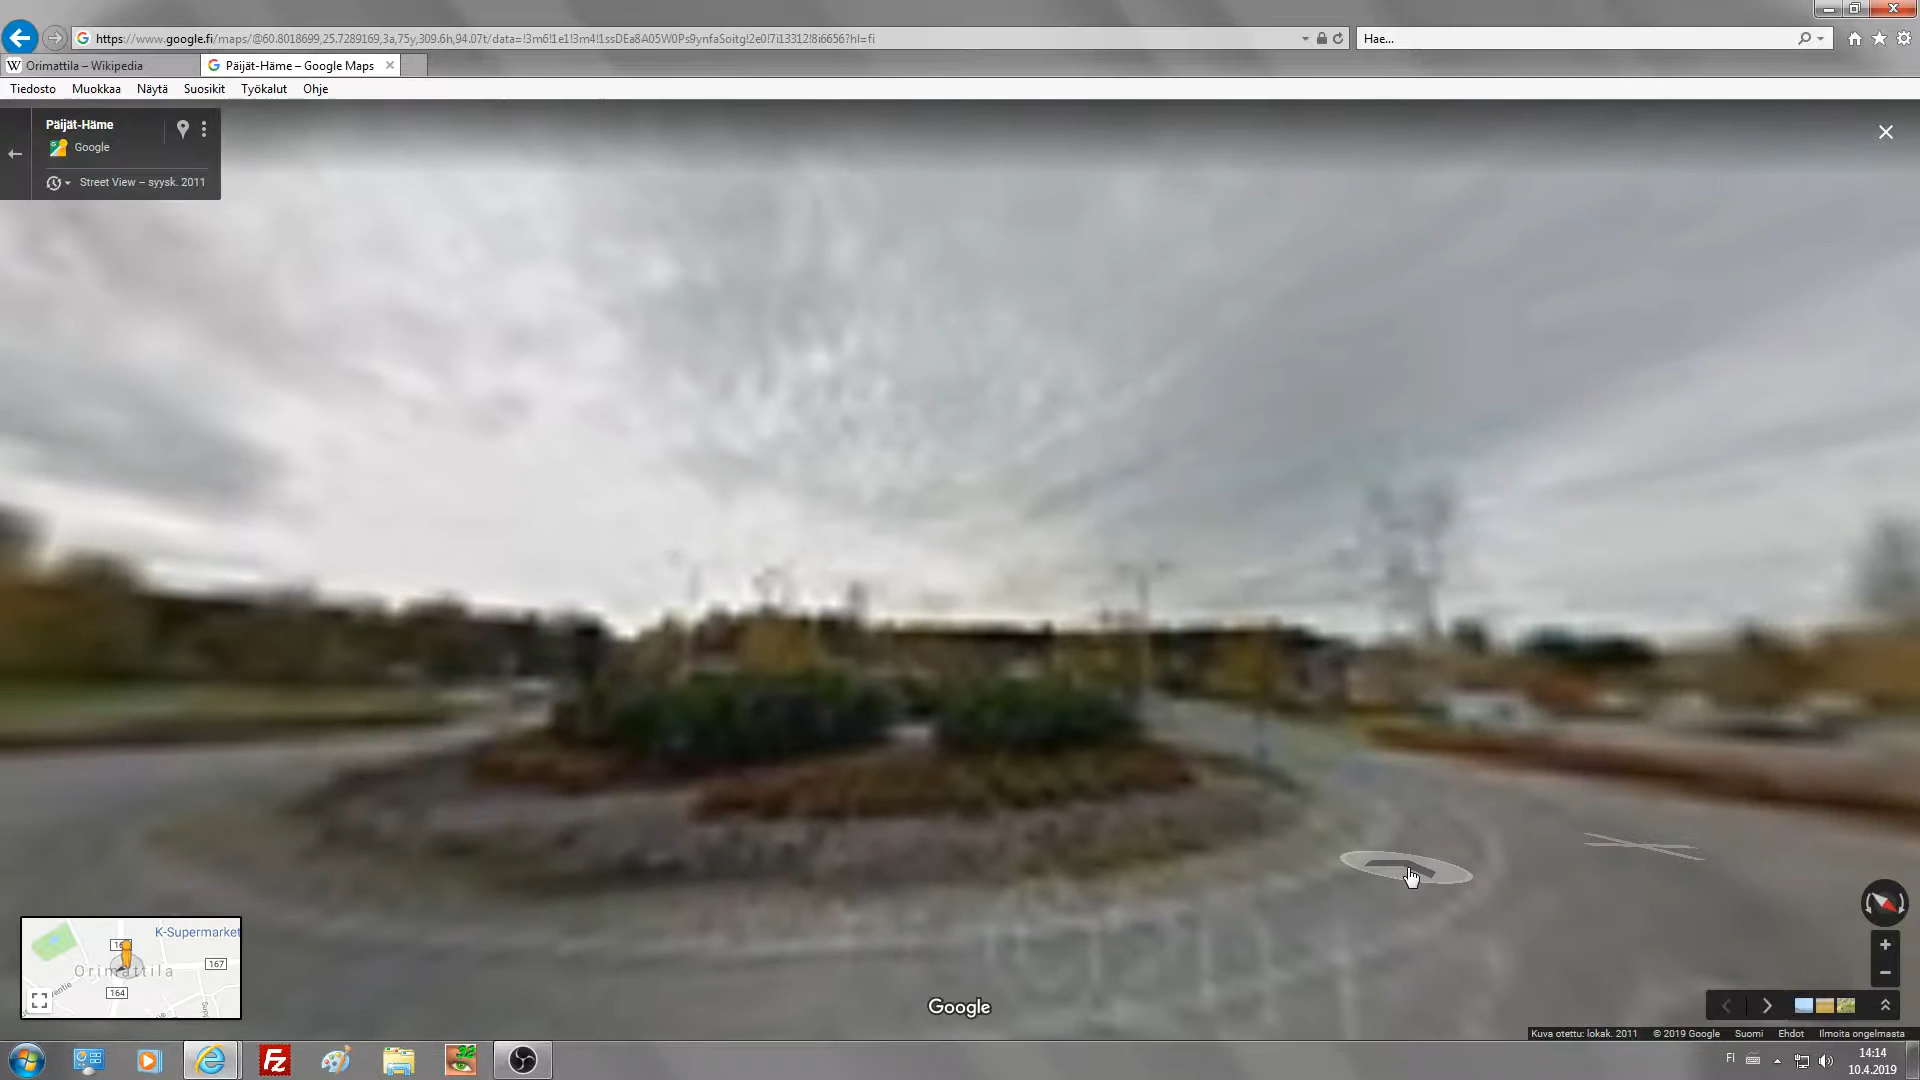 https://www.google.fi/maps/@60.8018699,25.7289169,3a,75y,309.6h,94.07t/data=!3m6!1e1!3m4!1ssDEa8A05W0Ps9ynfaSoitg!2e0!7i13312!8i6656?hl=fi
Hae...
W Orimattila – Wikipedia
Päijät-Häme – Google Maps
Tiedosto Muokkaa Näytä Suosikit Työkalut Ohje
Päijät-Häme
Google
Street View – syysk. 2011
K-Supermarket
Orimattila
167
164
Google
Kuva otettu: lokak. 2011 © 2019 Google Suomi Ehdot Ilmoita ongelmasta
Fz
32
FI
14:14
10.4.2019